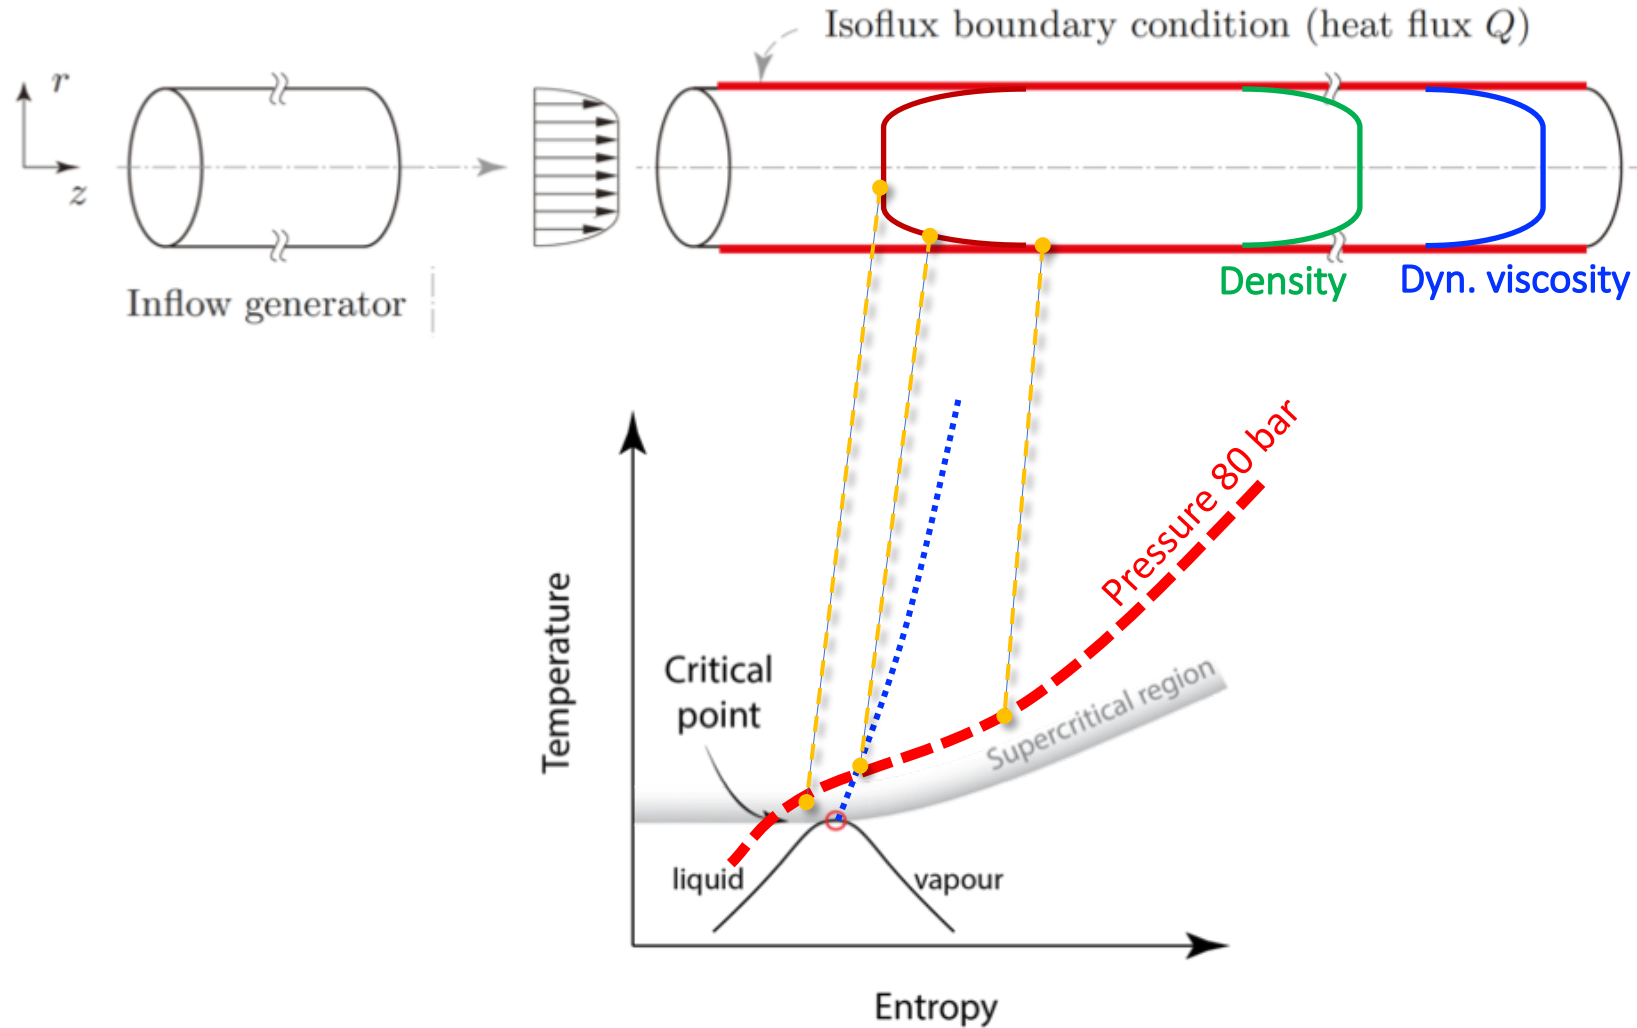 Isoflux boundary condition (heat flux Q)
r
z
Inflow generator
Density
Dyn. viscosity
Pressure 80 bar
Temperature
Critical
point
Supercritical region
liquid
vapour
Entropy